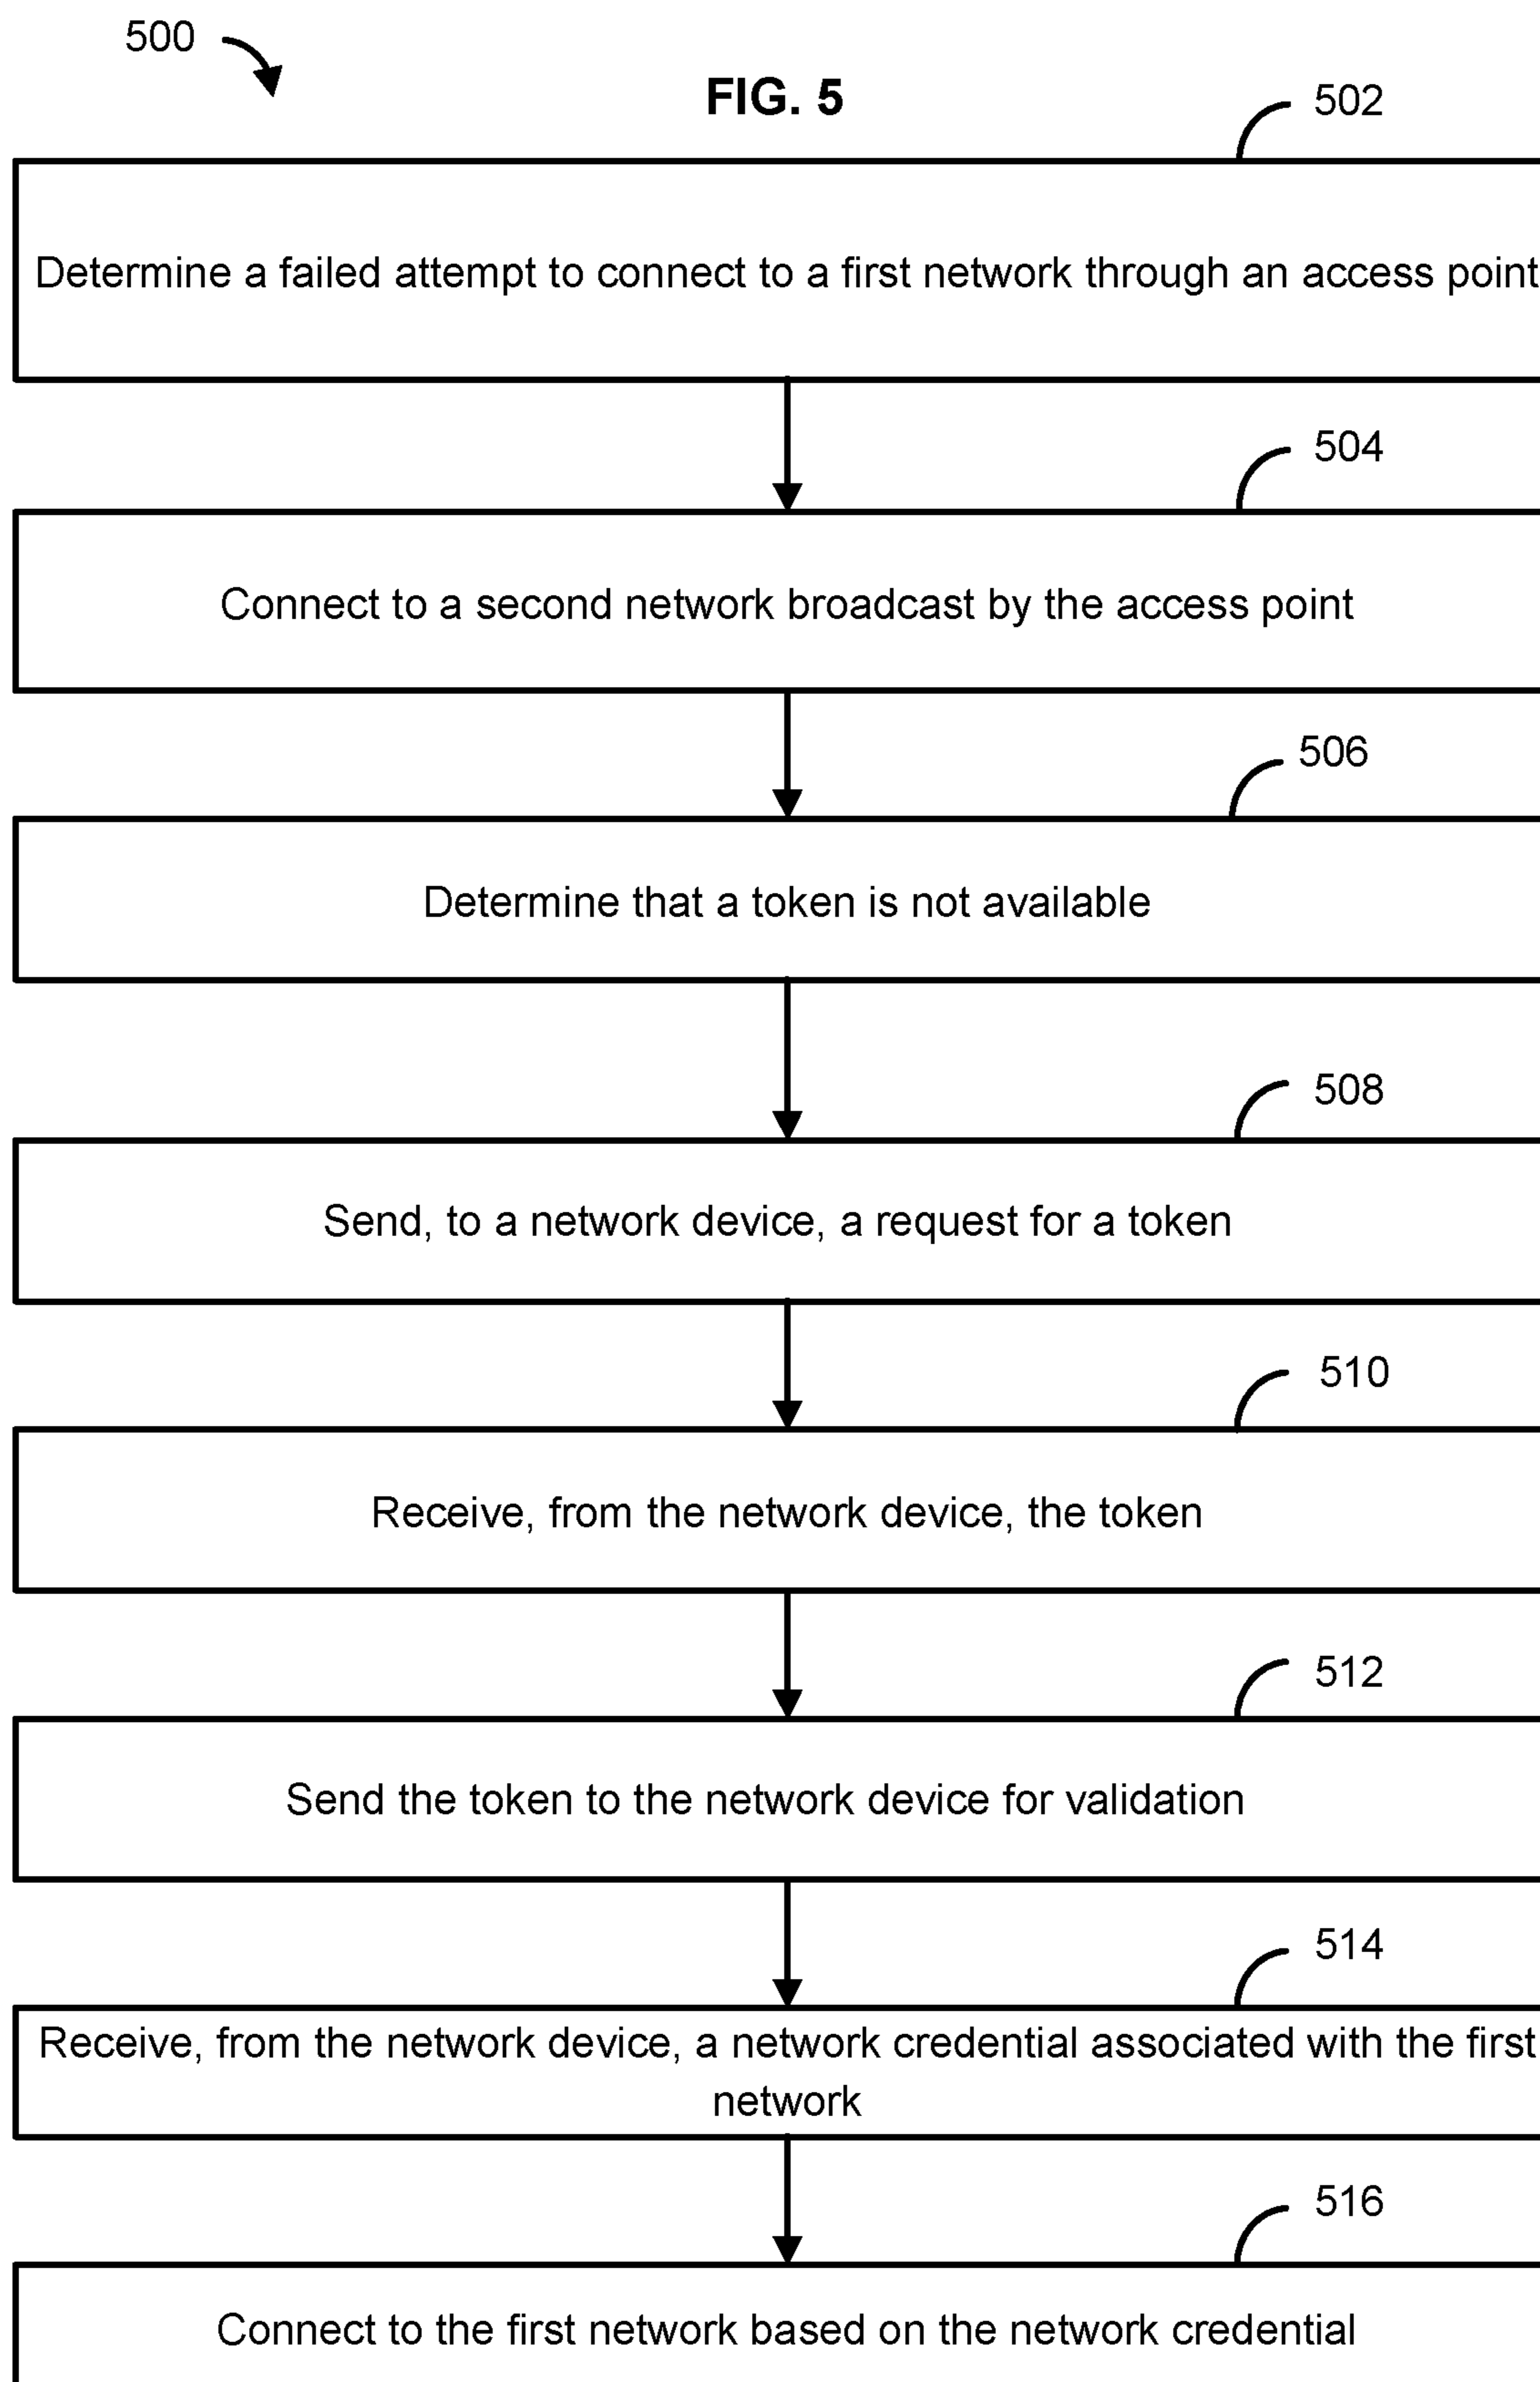 500
FIG. 5
502
Determine a failed attempt to connect to a first network through an access point
504
Connect to a second network broadcast by the access point
506
Determine that a token is not available
508
Send, to a network device, a request for a token
510
Receive, from the network device, the token
512
Send the token to the network device for validation
514
Receive, from the network device, a network credential associated with the first
network
516
Connect to the first network based on the network credential